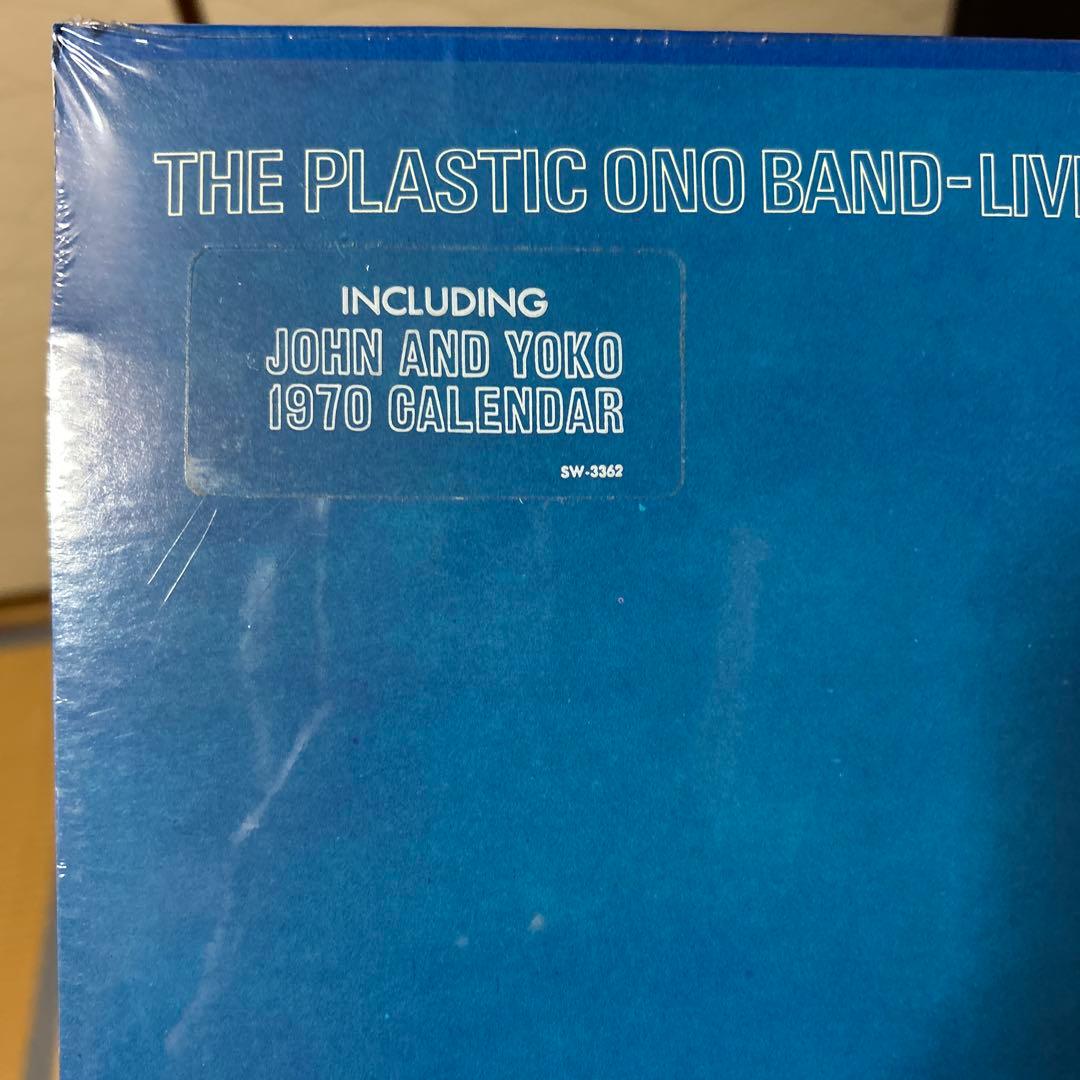 THE PLASTIC ONO BAND-LIV
INCLUDING
JOHN AND YOKO
1970 CALENDAR
SW-3362